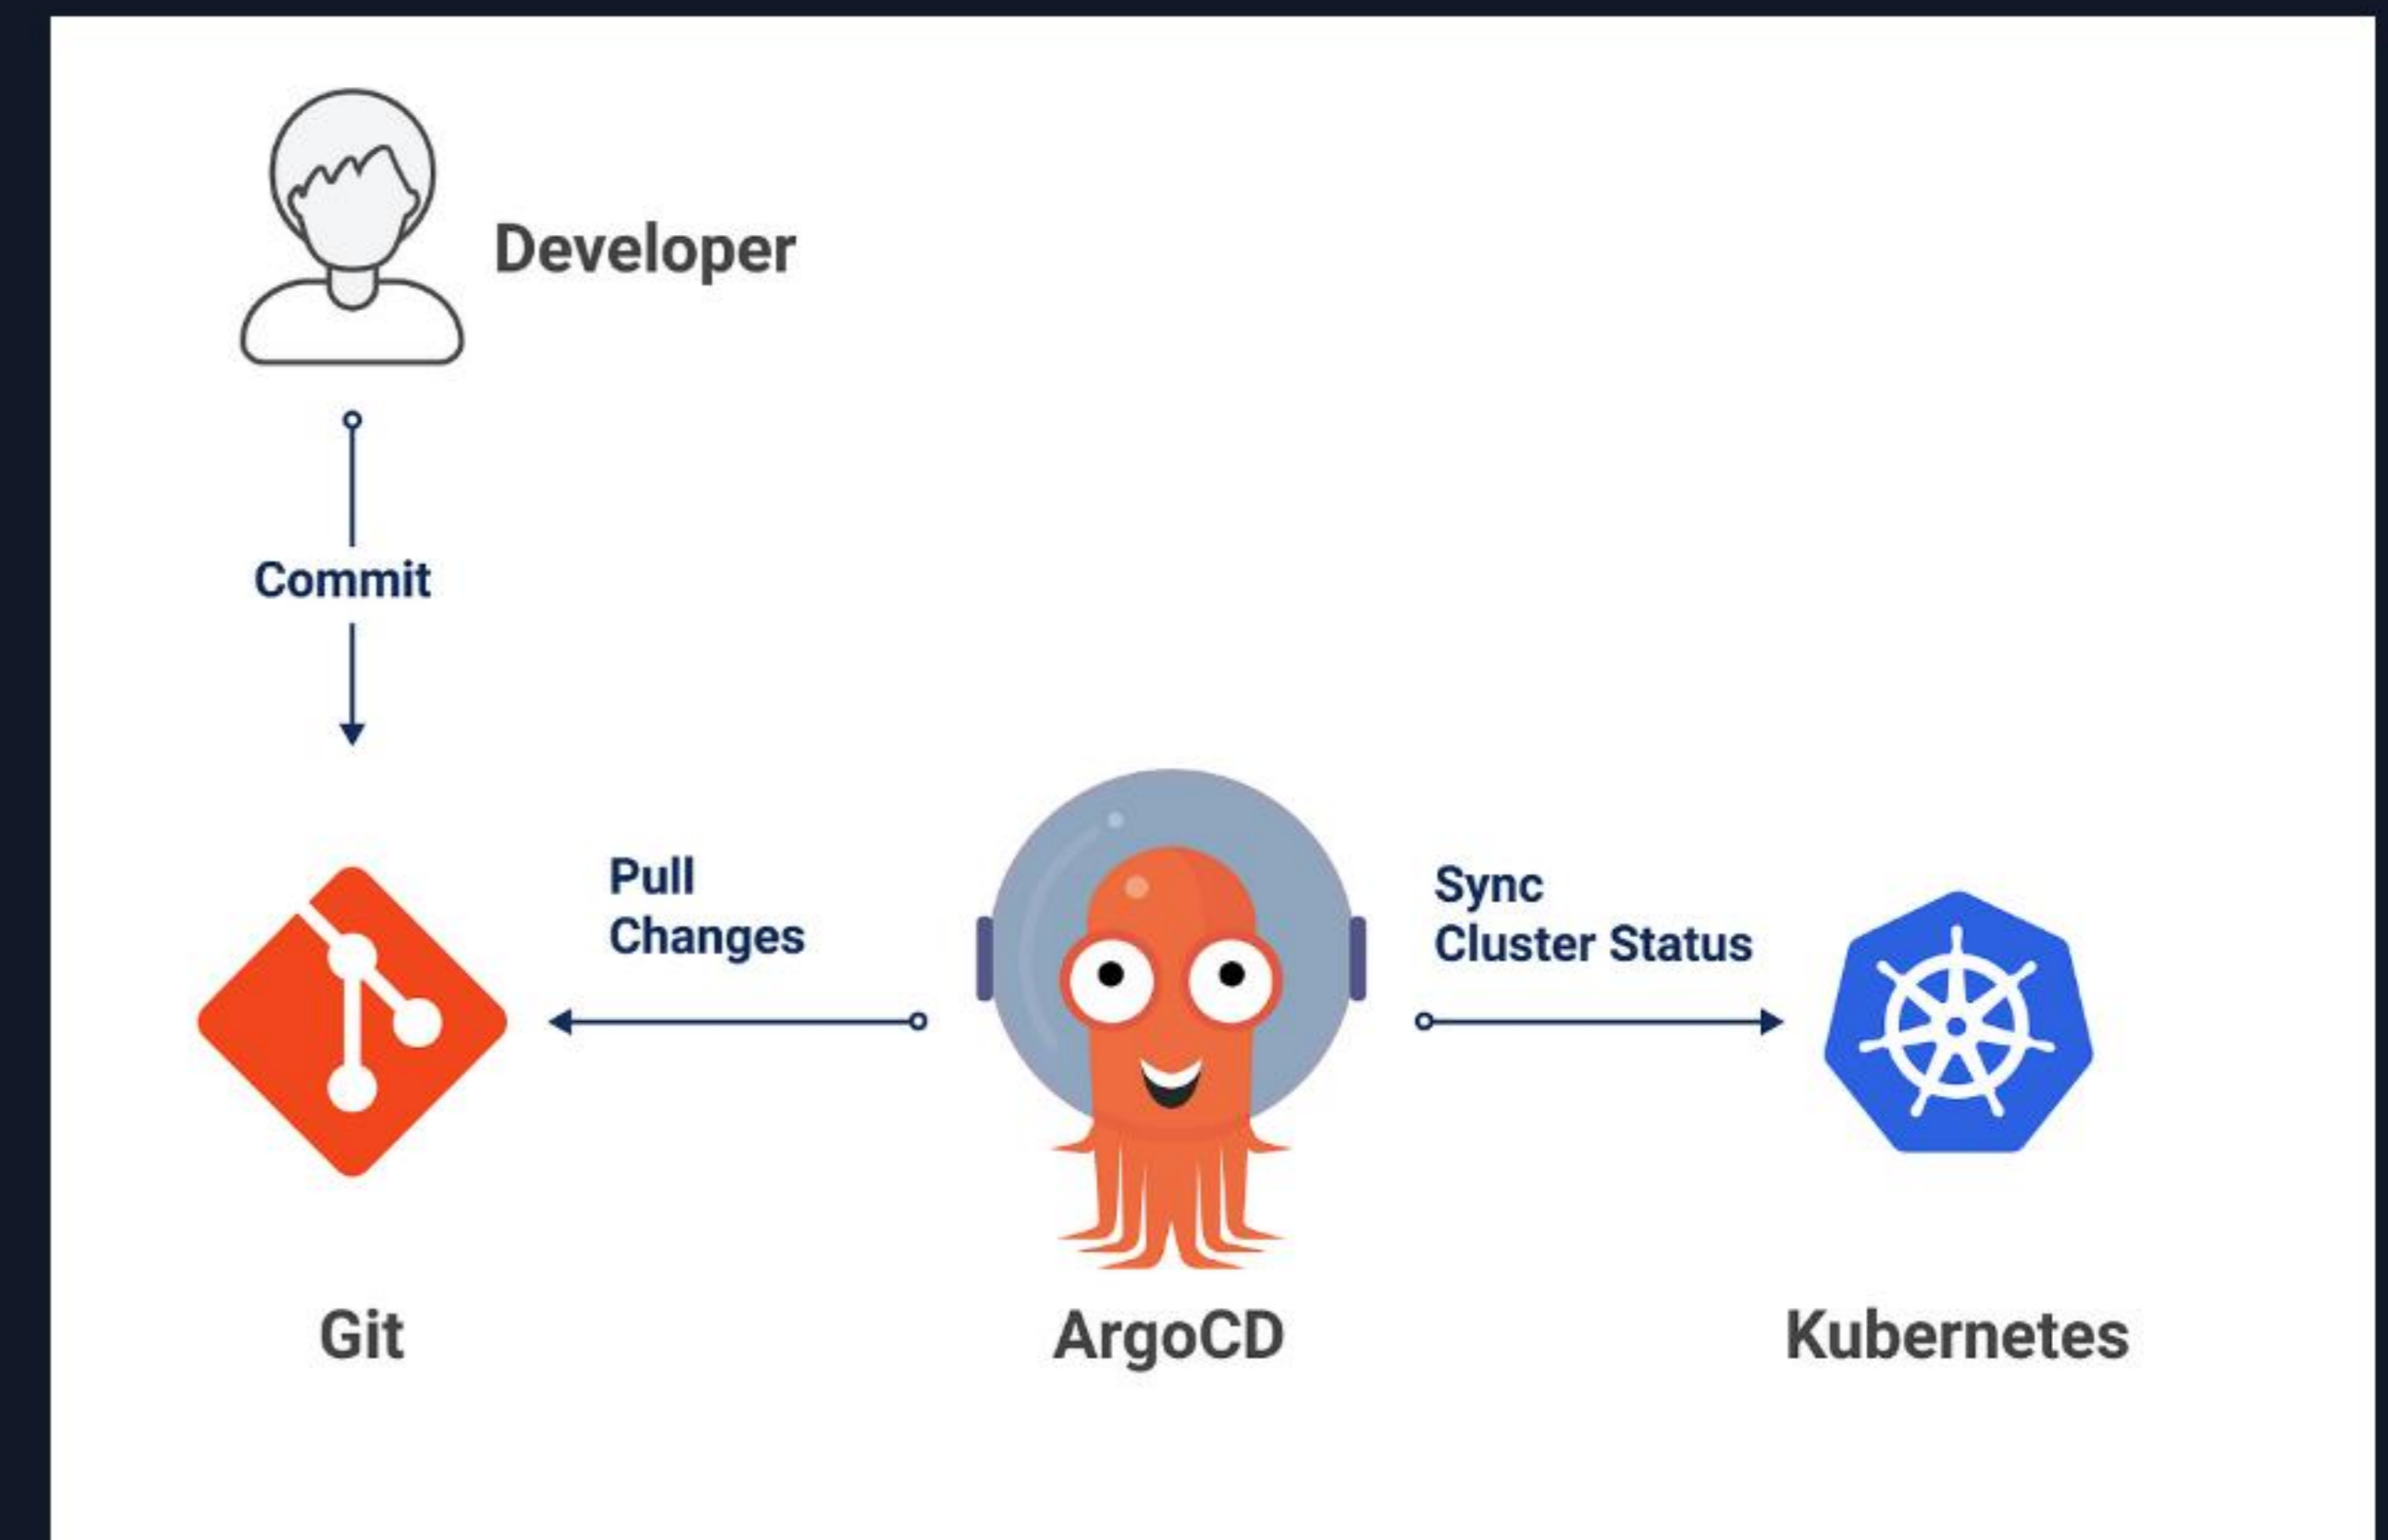 Developer
Commit
Pull
Changes
Sync
Cluster Status
Git
ArgoCD
Kubernetes